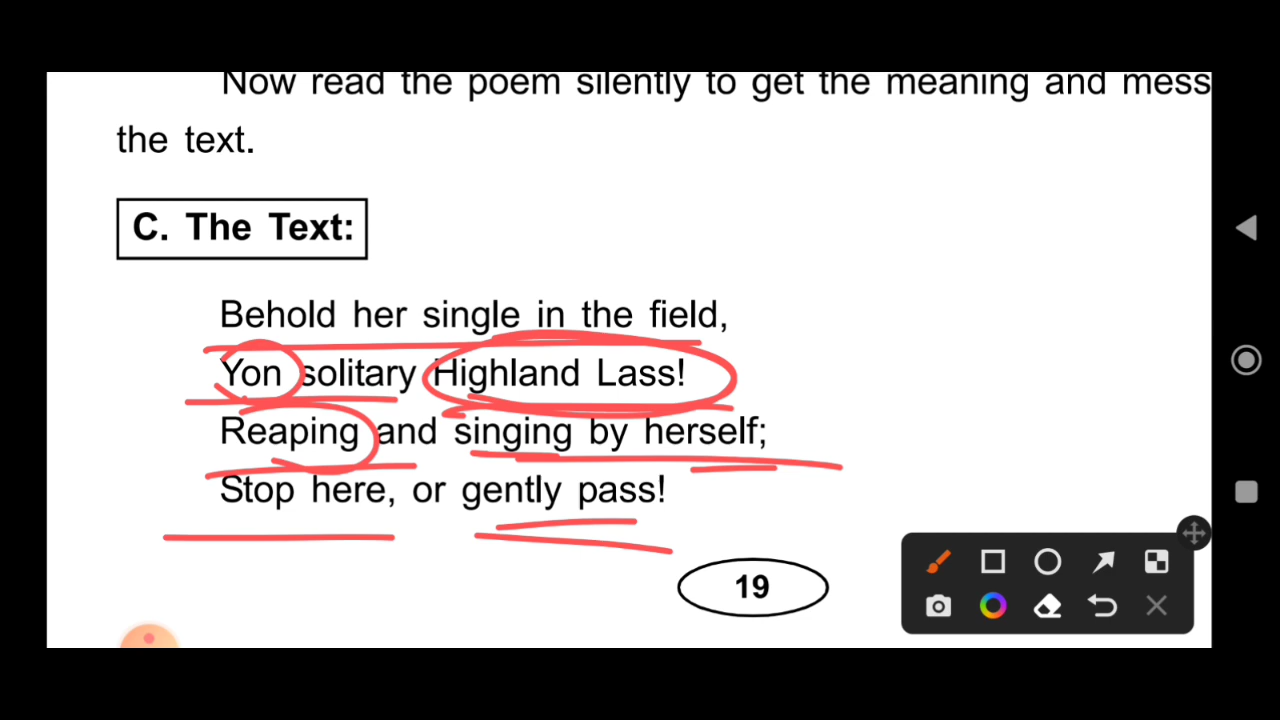 Now read the poem silently to get the meaning and mess
the text.
C. The Text:
Behold her single in the field,
Yon solitary Highland Lass!
Reaping and singing by herself;
Stop here, or gently pass!
19